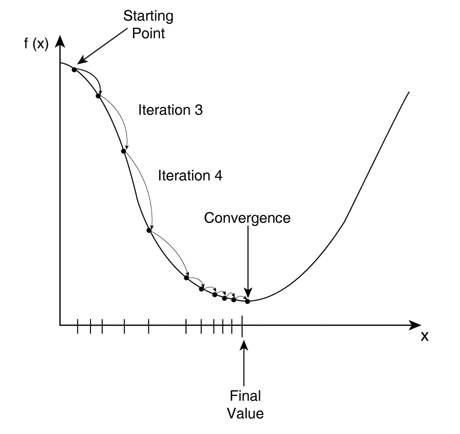 Starting
Point
f (x)
Iteration 3
Iteration 4
Convergence
x
Final
Value